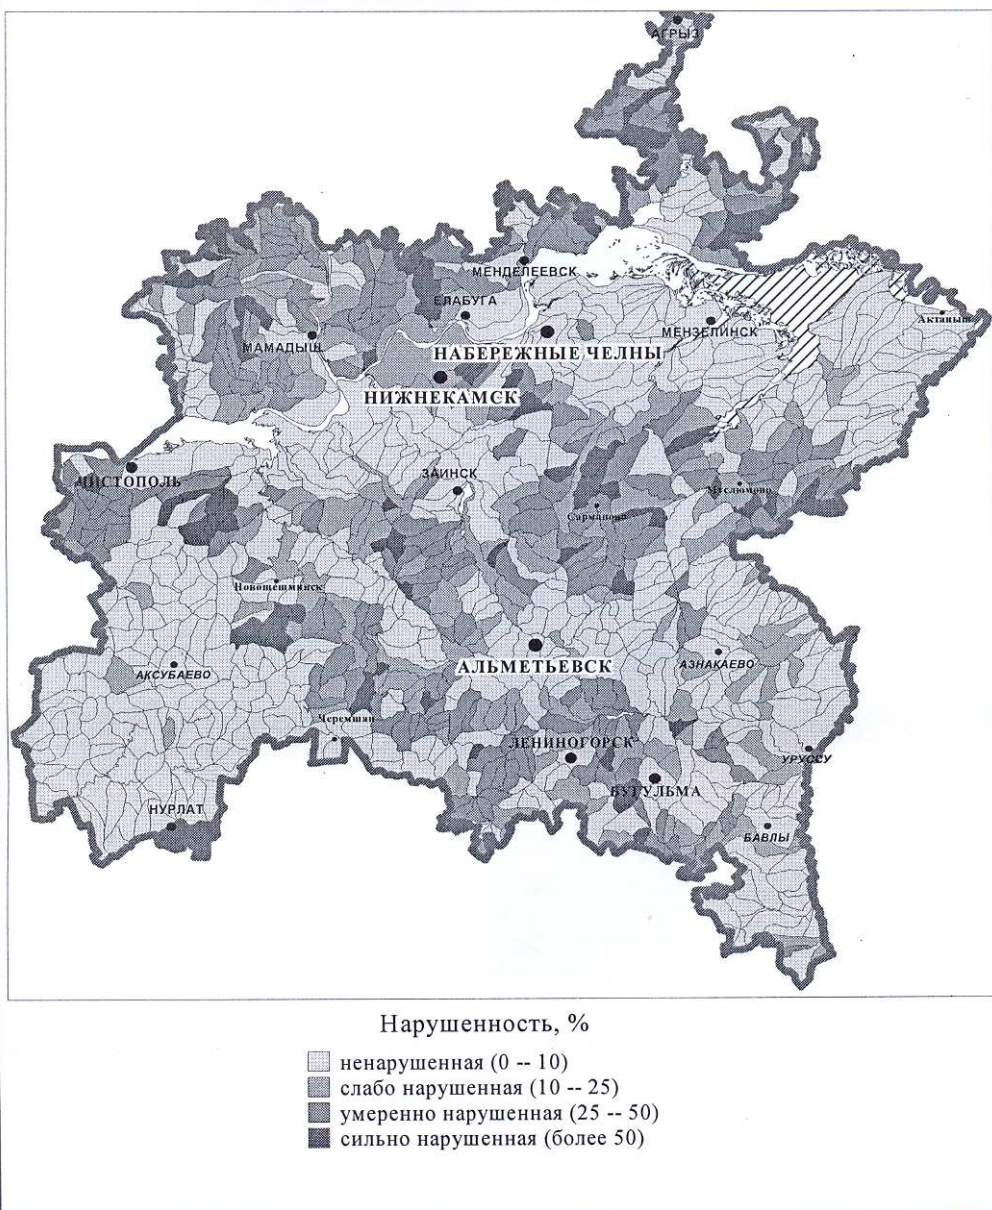 АГРЫЗ
МЕНДЕЛЕЕВСК
ЕЛАБУГА
Актаныш
МЕНЗЕЛИНСК
МАМАДЫШ
НАБЕРЕЖНЫЕ ЧЕЛНЫ
НИЖНЕКАМСК
ЧИСТОПОЛЬ
ЗАИНСК
Муслюмово
Сарманово
Новошешминск
АЛЬМЕТЬЕВСК
АЗНАКАЕВО
АКСУБАЕВО
Черемшан
ЛЕНИНОГОРСК
УРУССУ
БУГУЛЬМА
НУРЛАТ
БАВЛЫ
Нарушенность, %
ненарушенная (0 -- 10)
слабо нарушенная (10 -- 25)
умеренно нарушенная (25 -- 50)
сильно нарушенная (более 50)